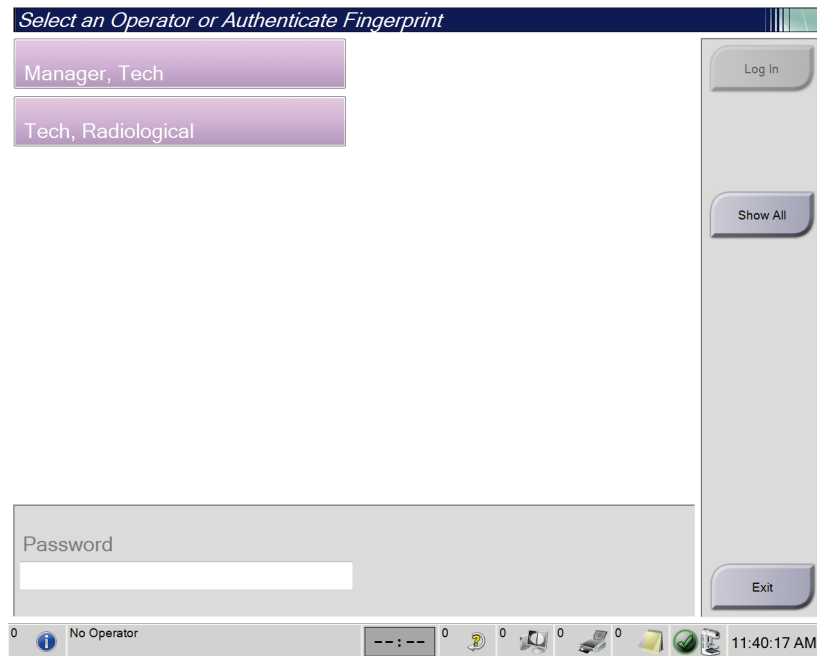 Select an Operator or Authenticate Fingerprint
Manager, Tech
Log In
Tech, Radiological
Show All
Password
Exit
0 No Operator --:-- 0 0 0 0 11:40:17 AM